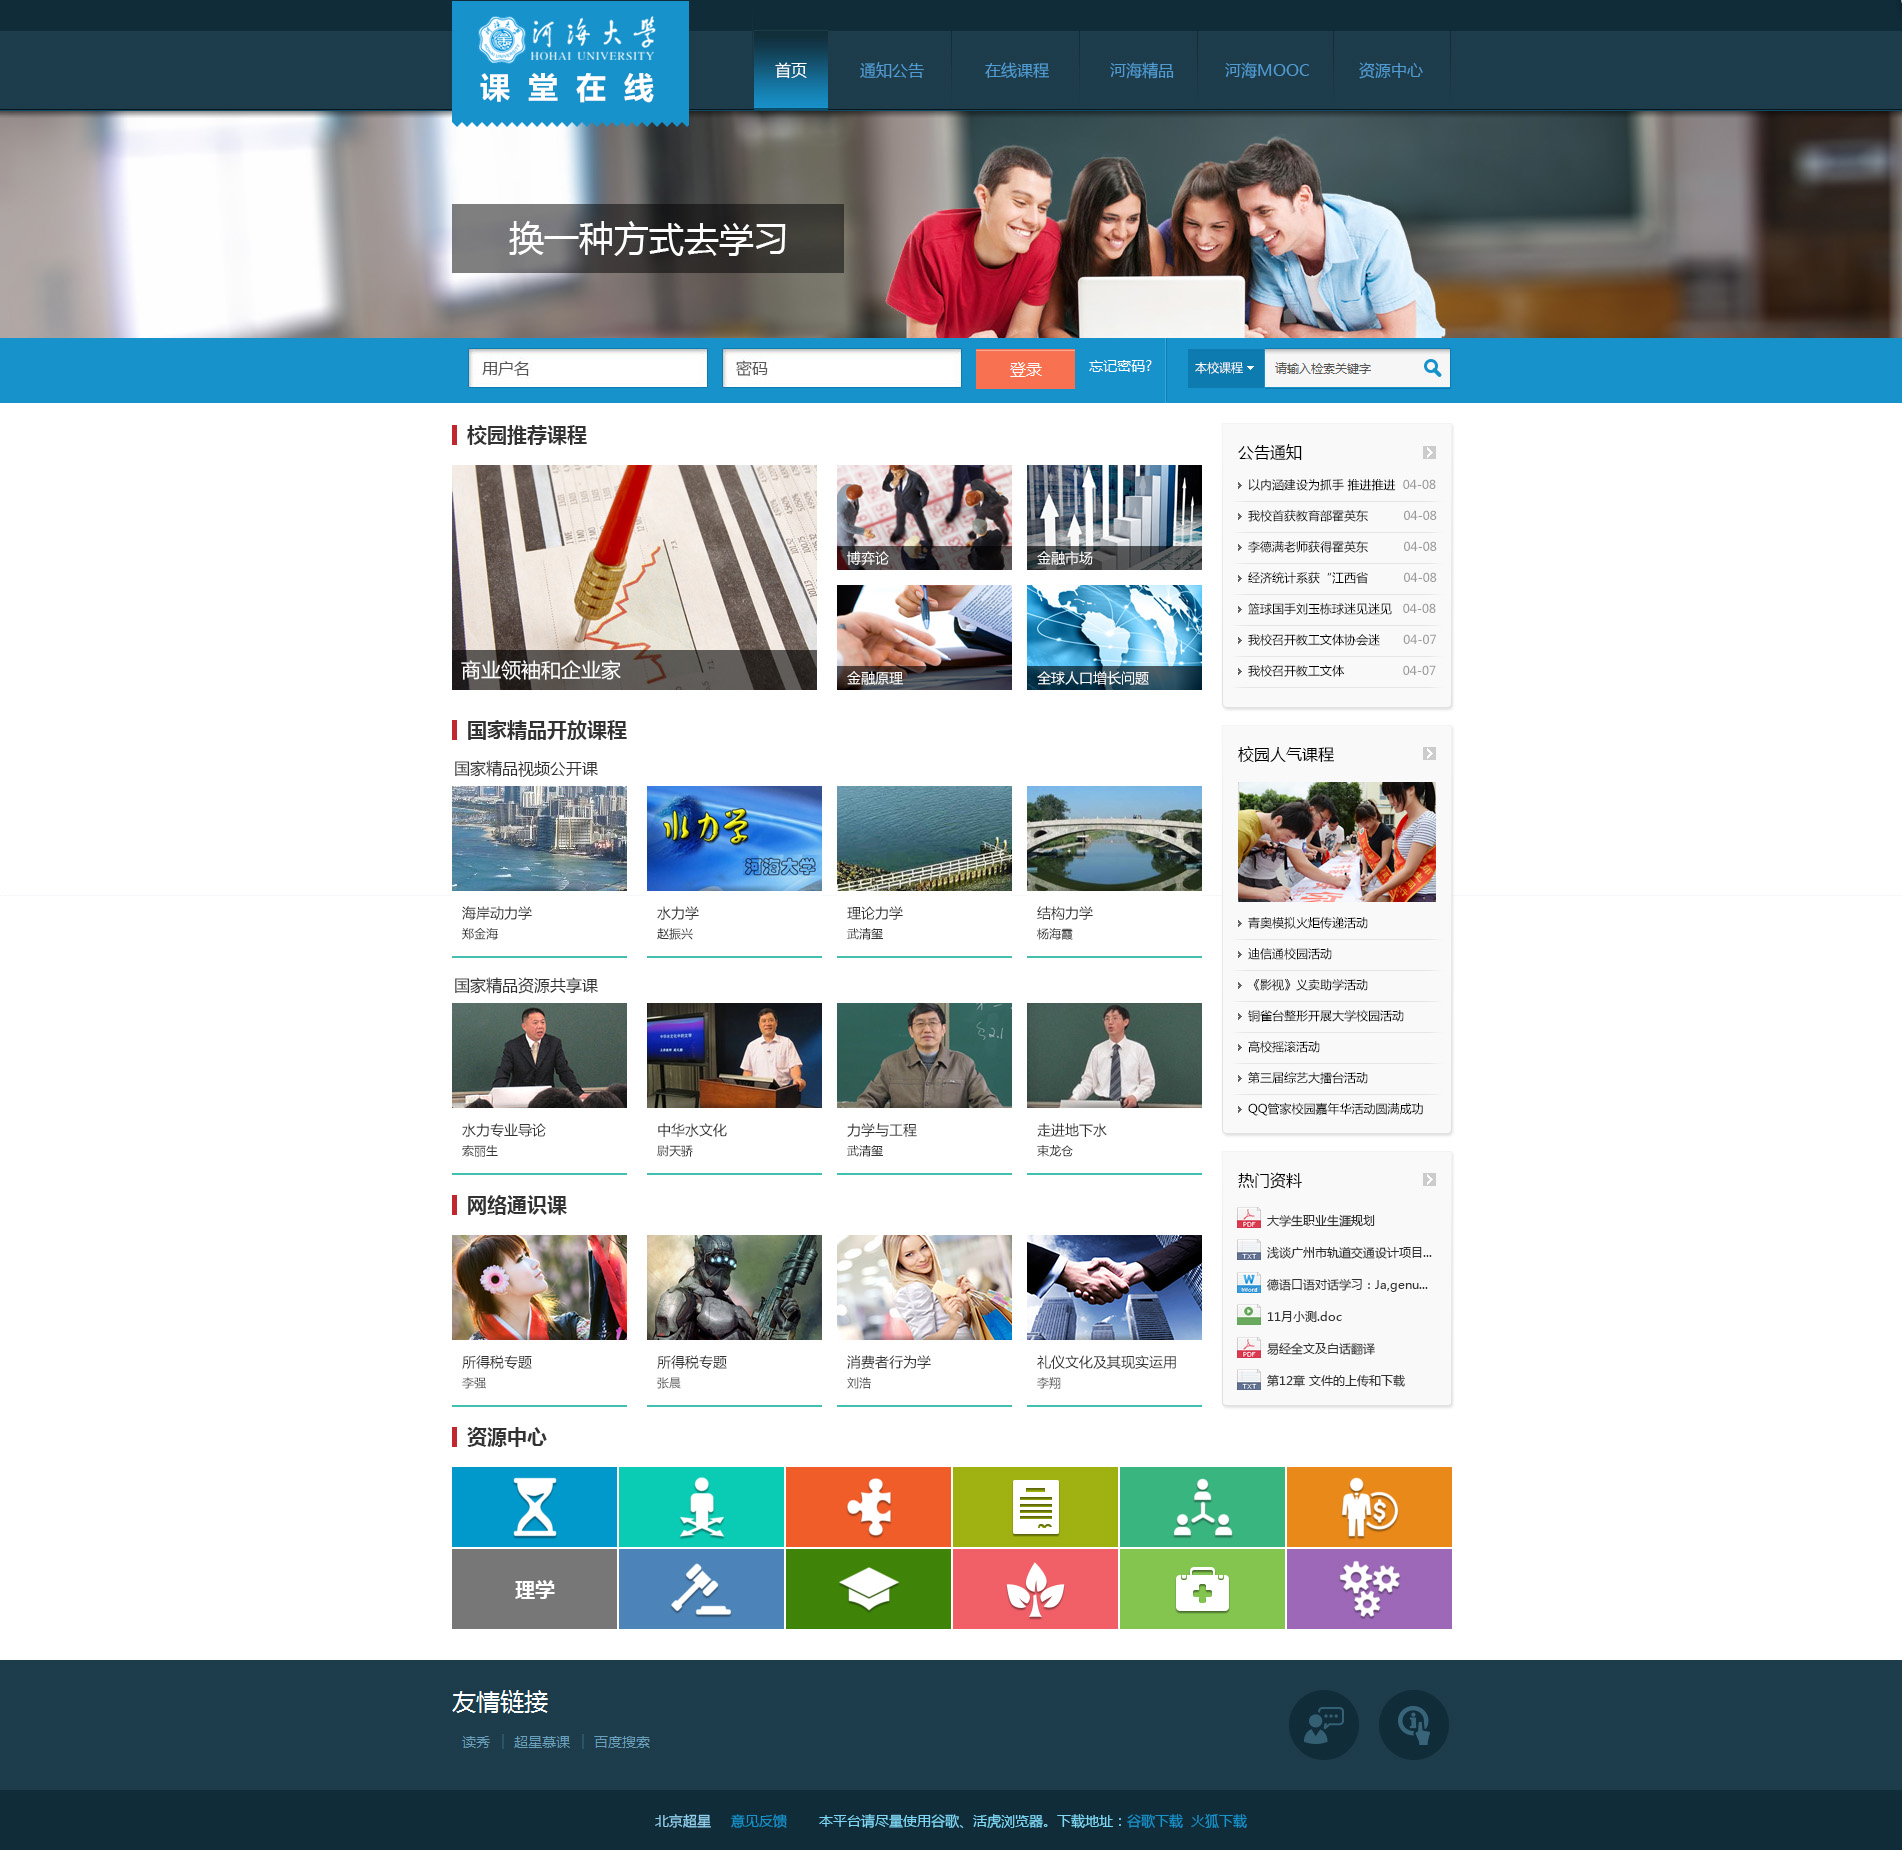 河海大学
HOHAI UNIVERSITY
课堂在线
首页
通知公告
在线课程
河海精品
河海MOOC
资源中心
换一种方式去学习
用户名
密码
登录
忘记密码?
本校课程
请输入检索关键字
校园推荐课程
商业领袖和企业家
博弈论
金融市场
金融原理
全球人口增长问题
国家精品开放课程
国家精品视频公开课
水力学
河海大学
海岸动力学
郑金海
水力学
赵振兴
理论力学
武清玺
结构力学
杨海霞
国家精品资源共享课
水力专业导论
索丽生
中华水文化
尉天骄
力学与工程
武清玺
走进地下水
束龙仓
网络通识课
所得税专题
李强
所得税专题
张晨
消费者行为学
刘浩
礼仪文化及其现实运用
李翔
公告通知
以内涵建设为抓手 推进推进 04-08
我校首获教育部霍英东 04-08
李德满老师获得霍英东 04-08
经济统计系获“江西省 04-08
篮球国手刘玉栋球迷见迷见 04-08
我校召开教工文体协会迷 04-07
我校召开教工文体 04-07
校园人气课程
青奥模拟火炬传递活动
迪信通校园活动
《影视》义卖助学活动
铜雀台整形开展大学校园活动
高校摇滚活动
第三届综艺大擂台活动
QQ管家校园嘉年华活动圆满成功
热门资料
PDF 大学生职业生涯规划
TXT 浅谈广州市轨道交通设计项目...
W Word 德语口语对话学习：Ja,genu...
11月小测.doc
PDF 易经全文及白话翻译
TXT 第12章 文件的上传和下载
资源中心
理学
友情链接
读秀
超星慕课
百度搜索
北京超星 意见反馈 本平台请尽量使用谷歌、活虎浏览器。下载地址：谷歌下载 火狐下载